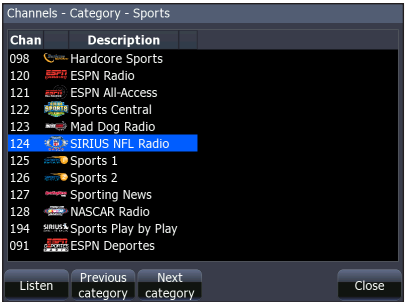 Channels - Category - Sports
Chan Description
098 Hardcore Sports
120 ESPN Radio
121 ESPN All-Access
122 Sports Central
123 Mad Dog Radio
124 SIRIUS NFL Radio
125 Sports 1
126 Sports 2
127 Sporting News
128 NASCAR Radio
194 SIRIUS Sports Play by Play
091 ESPN Deportes
Listen
Previous
category
Next
category
Close